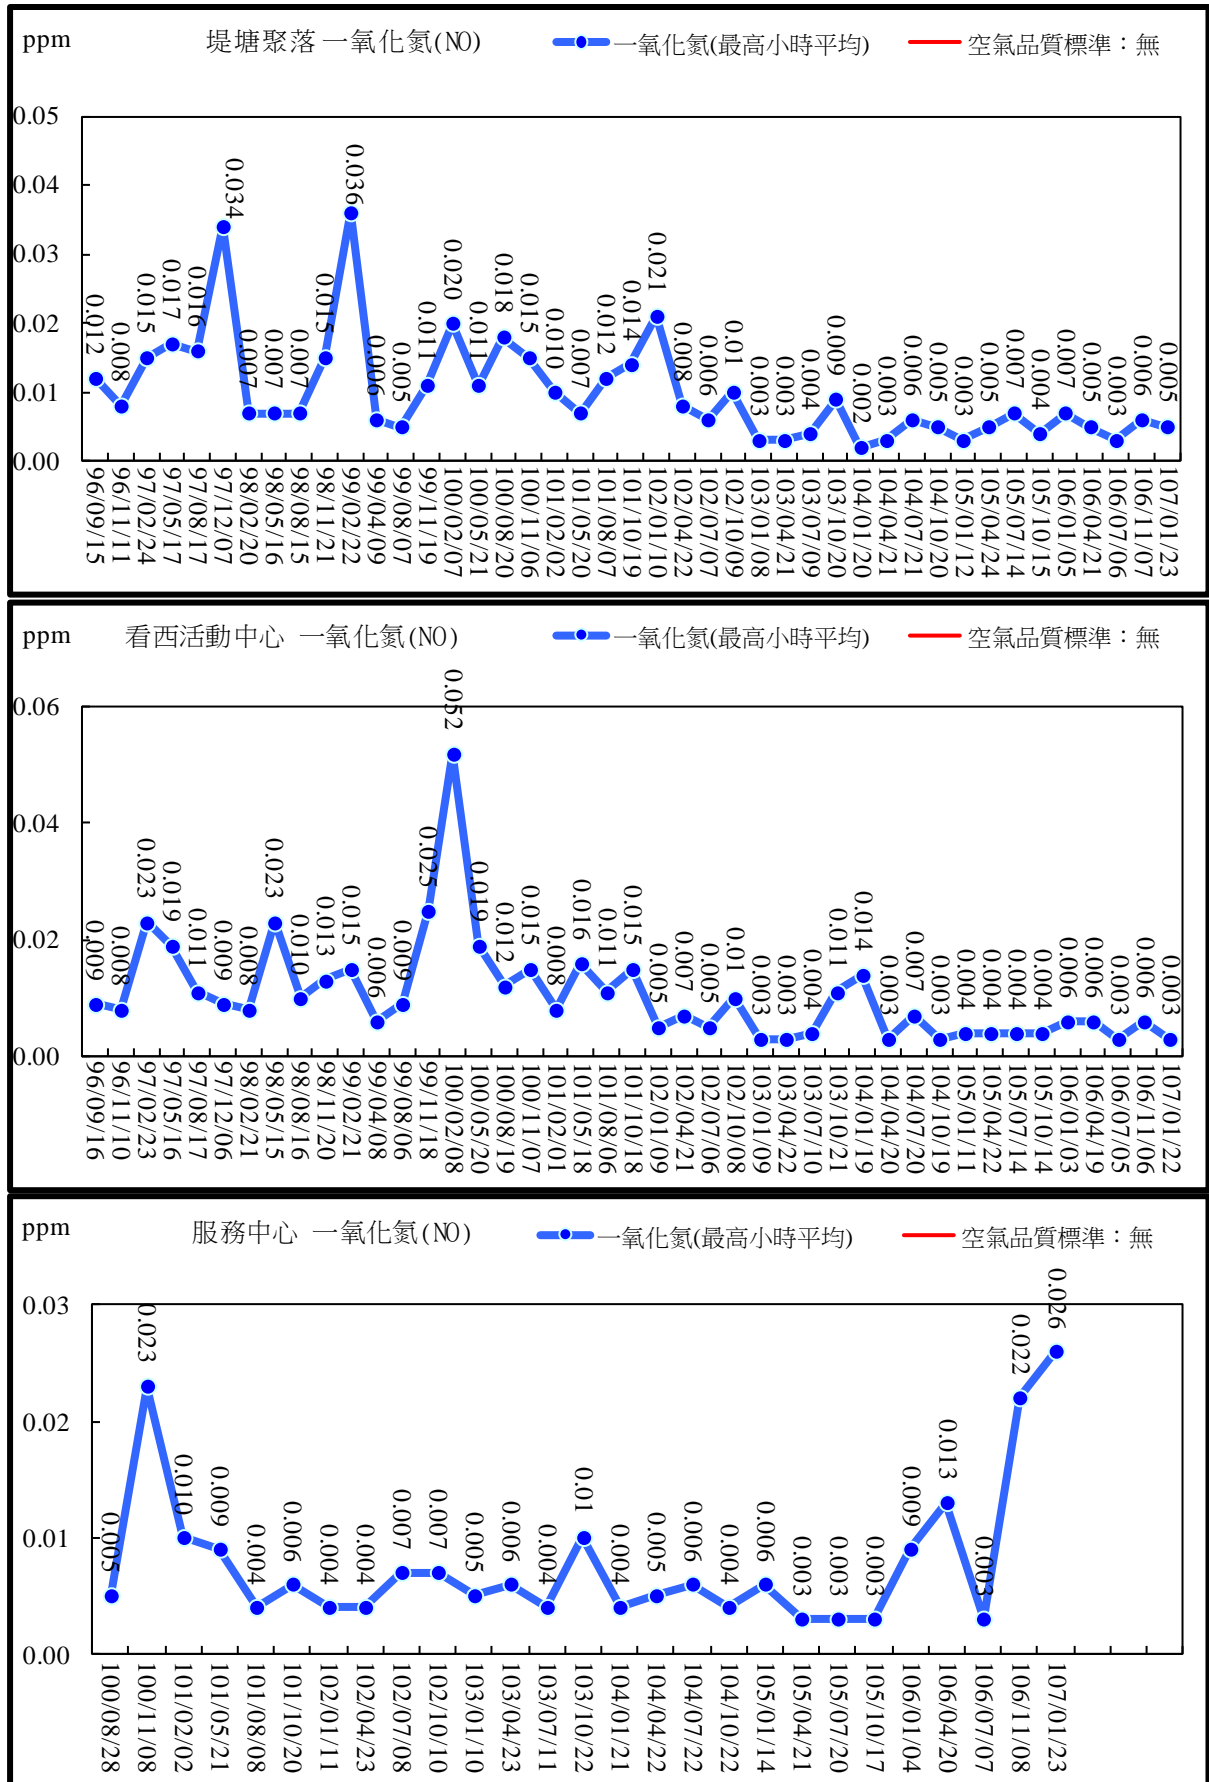 ppm 堤塘聚落 一氧化氮(NO) 一氧化氮(最高小時平均) 空氣品質標準：無
0.05
0.04
0.03
0.02
0.01
0.00
0.012 0.008 0.015 0.017 0.016 0.034 0.007 0.007 0.007 0.015 0.036 0.006 0.005 0.011 0.020 0.011 0.018 0.015 0.010 0.007 0.012 0.014 0.021 0.008 0.006 0.01 0.003 0.003 0.004 0.009 0.002 0.003 0.006 0.005 0.003 0.005 0.007 0.004 0.007 0.005 0.003 0.006 0.005
96/09/15 96/11/11 97/02/24 97/05/17 97/08/17 97/12/07 98/02/20 98/05/16 98/08/15 98/11/21 99/02/22 99/04/09 99/08/07 99/11/19 100/02/07 100/05/21 100/08/20 100/11/06 101/02/02 101/05/20 101/08/07 101/10/19 102/01/10 102/04/22 102/07/07 102/10/09 103/01/08 103/04/21 103/07/09 103/10/20 104/01/20 104/04/21 104/07/21 104/10/20 105/01/12 105/04/24 105/07/14 105/10/15 106/01/05 106/04/21 106/07/06 106/11/07 107/01/23
ppm 看西活動中心 一氧化氮(NO) 一氧化氮(最高小時平均) 空氣品質標準：無
0.06
0.04
0.02
0.00
0.009 0.008 0.023 0.019 0.011 0.009 0.008 0.023 0.010 0.013 0.015 0.006 0.009 0.025 0.052 0.019 0.012 0.015 0.008 0.016 0.011 0.015 0.005 0.007 0.005 0.01 0.003 0.003 0.004 0.011 0.014 0.003 0.007 0.003 0.004 0.004 0.004 0.004 0.006 0.006 0.003 0.006 0.003
96/09/16 96/11/10 97/02/23 97/05/16 97/08/17 97/12/06 98/02/21 98/05/15 98/08/16 98/11/20 99/02/21 99/04/08 99/08/06 99/11/18 100/02/08 100/05/20 100/08/19 100/11/07 101/02/01 101/05/18 101/08/06 101/10/18 102/01/09 102/04/21 102/07/06 102/10/08 103/01/09 103/04/22 103/07/10 103/10/21 104/01/19 104/04/20 104/07/20 104/10/19 105/01/11 105/04/22 105/07/14 105/10/14 106/01/03 106/04/19 106/07/05 106/11/06 107/01/22
ppm 服務中心 一氧化氮(NO) 一氧化氮(最高小時平均) 空氣品質標準：無
0.03
0.02
0.01
0.00
0.005 0.023 0.010 0.009 0.004 0.006 0.004 0.004 0.007 0.007 0.005 0.006 0.004 0.01 0.004 0.005 0.006 0.004 0.006 0.003 0.003 0.003 0.009 0.013 0.003 0.022 0.026
100/08/28 100/11/08 101/02/02 101/05/21 101/08/08 101/10/20 102/01/11 102/04/23 102/07/08 102/10/10 103/01/10 103/04/23 103/07/11 103/10/22 104/01/21 104/04/22 104/07/22 104/10/22 105/01/14 105/04/21 105/07/20 105/10/17 106/01/04 106/04/20 106/07/07 106/11/08 107/01/23